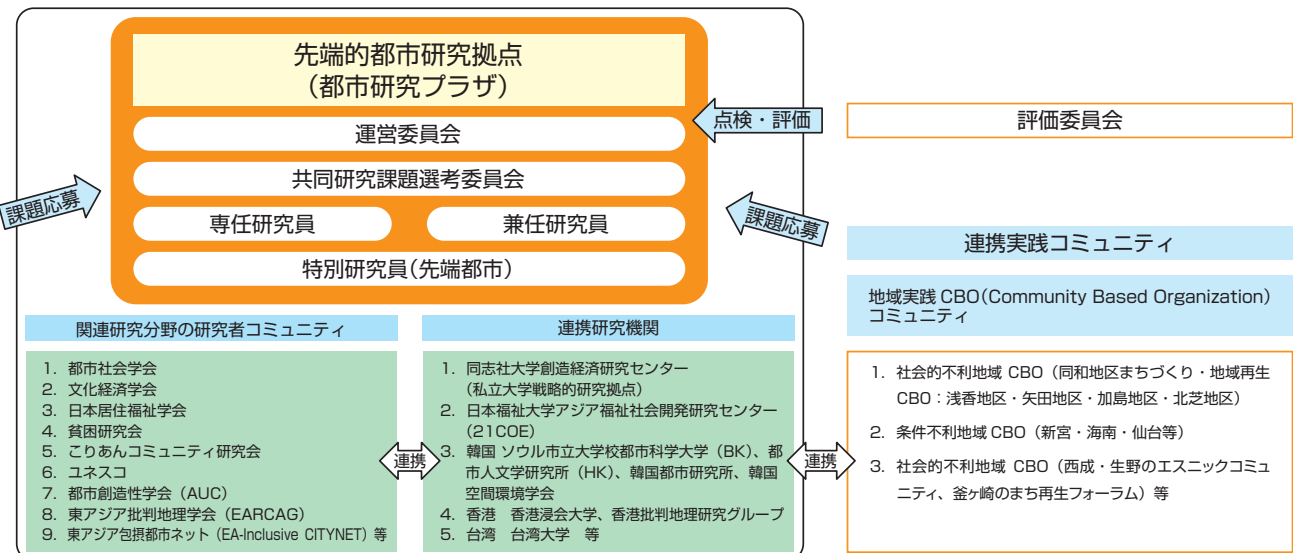 先端的都市研究拠点
（都市研究プラザ）
運営委員会
共同研究課題選考委員会
専任研究員
兼任研究員
特別研究員（先端都市）
課題応募
点検・評価
課題応募
評価委員会
連携実践コミュニティ
地域実践 CBO（Community Based Organization）
コミュニティ
関連研究分野の研究者コミュニティ
1. 都市社会学会
2. 文化経済学会
3. 日本居住福祉学会
4. 貧困研究会
5. こりあんコミュニティ研究会
6. ユネスコ
7. 都市創造性学会（AUC）
8. 東アジア批判地理学会（EARCAG）
9. 東アジア包摂都市ネット（EA-Inclusive CITYNET）等
連携
連携研究機関
1. 同志社大学創造経済研究センター
（私立大学戦略的研究拠点）
2. 日本福祉大学アジア福祉社会開発研究センター
（21COE）
3. 韓国 ソウル市立大学校都市科学大学（BK）、都
市人文学研究所（HK）、韓国都市研究所、韓国
空間環境学会
4. 香港　香港浸会大学、香港批判地理研究グループ
5. 台湾　台湾大学　等
連携
1. 社会的不利地域 CBO（同和地区まちづくり・地域再生
CBO：浅香地区・矢田地区・加島地区・北芝地区）
2. 条件不利地域 CBO（新宮・海南・仙台等）
3. 社会的不利地域 CBO（西成・生野のエスニックコミュ
ニティ、釜ヶ崎のまち再生フォーラム）等